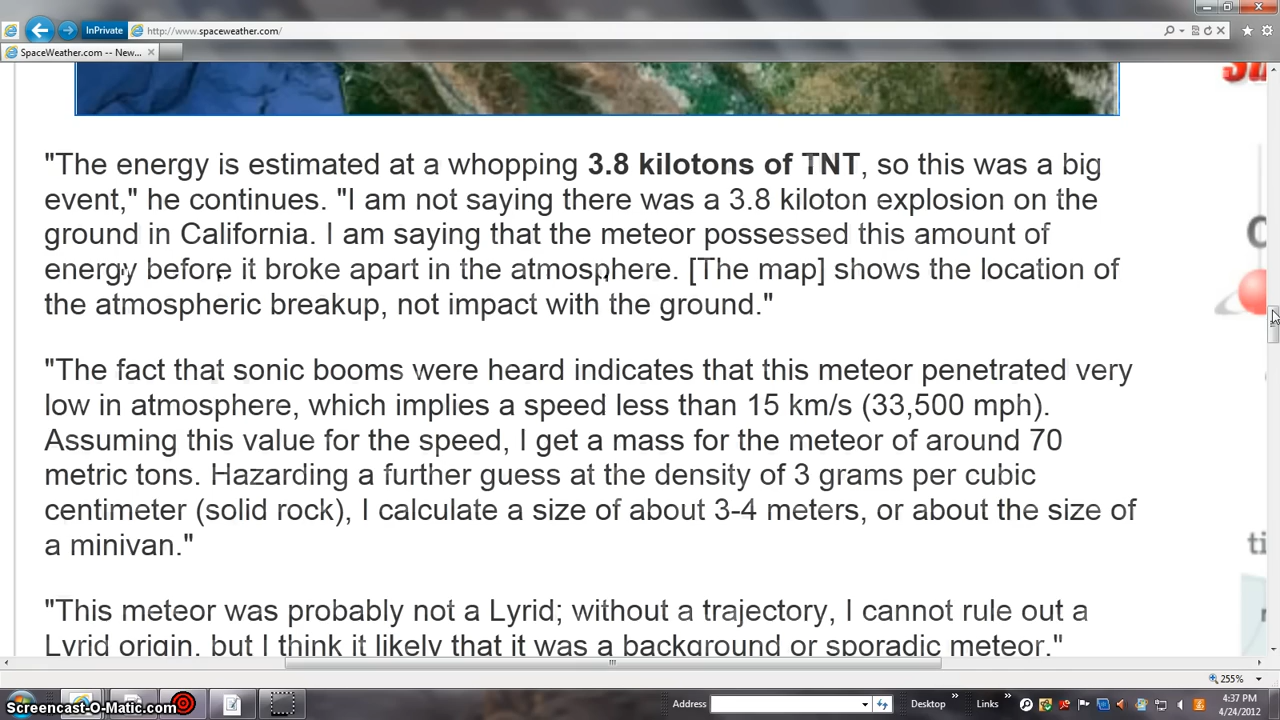 InPrivate
http://www.spaceweather.com/
SpaceWeather.com -- New...
"The energy is estimated at a whopping 3.8 kilotons of TNT, so this was a big
event," he continues. "I am not saying there was a 3.8 kiloton explosion on the
ground in California. I am saying that the meteor possessed this amount of
energy before it broke apart in the atmosphere. [The map] shows the location of
the atmospheric breakup, not impact with the ground."
"The fact that sonic booms were heard indicates that this meteor penetrated very
low in atmosphere, which implies a speed less than 15 km/s (33,500 mph).
Assuming this value for the speed, I get a mass for the meteor of around 70
metric tons. Hazarding a further guess at the density of 3 grams per cubic
centimeter (solid rock), I calculate a size of about 3-4 meters, or about the size of
a minivan."
"This meteor was probably not a Lyrid; without a trajectory, I cannot rule out a
Lyrid origin, but I think it likely that it was a background or sporadic meteor."
255%
Screencast-O-Matic.com
Address
Desktop
Links
4:37 PM
4/24/2012